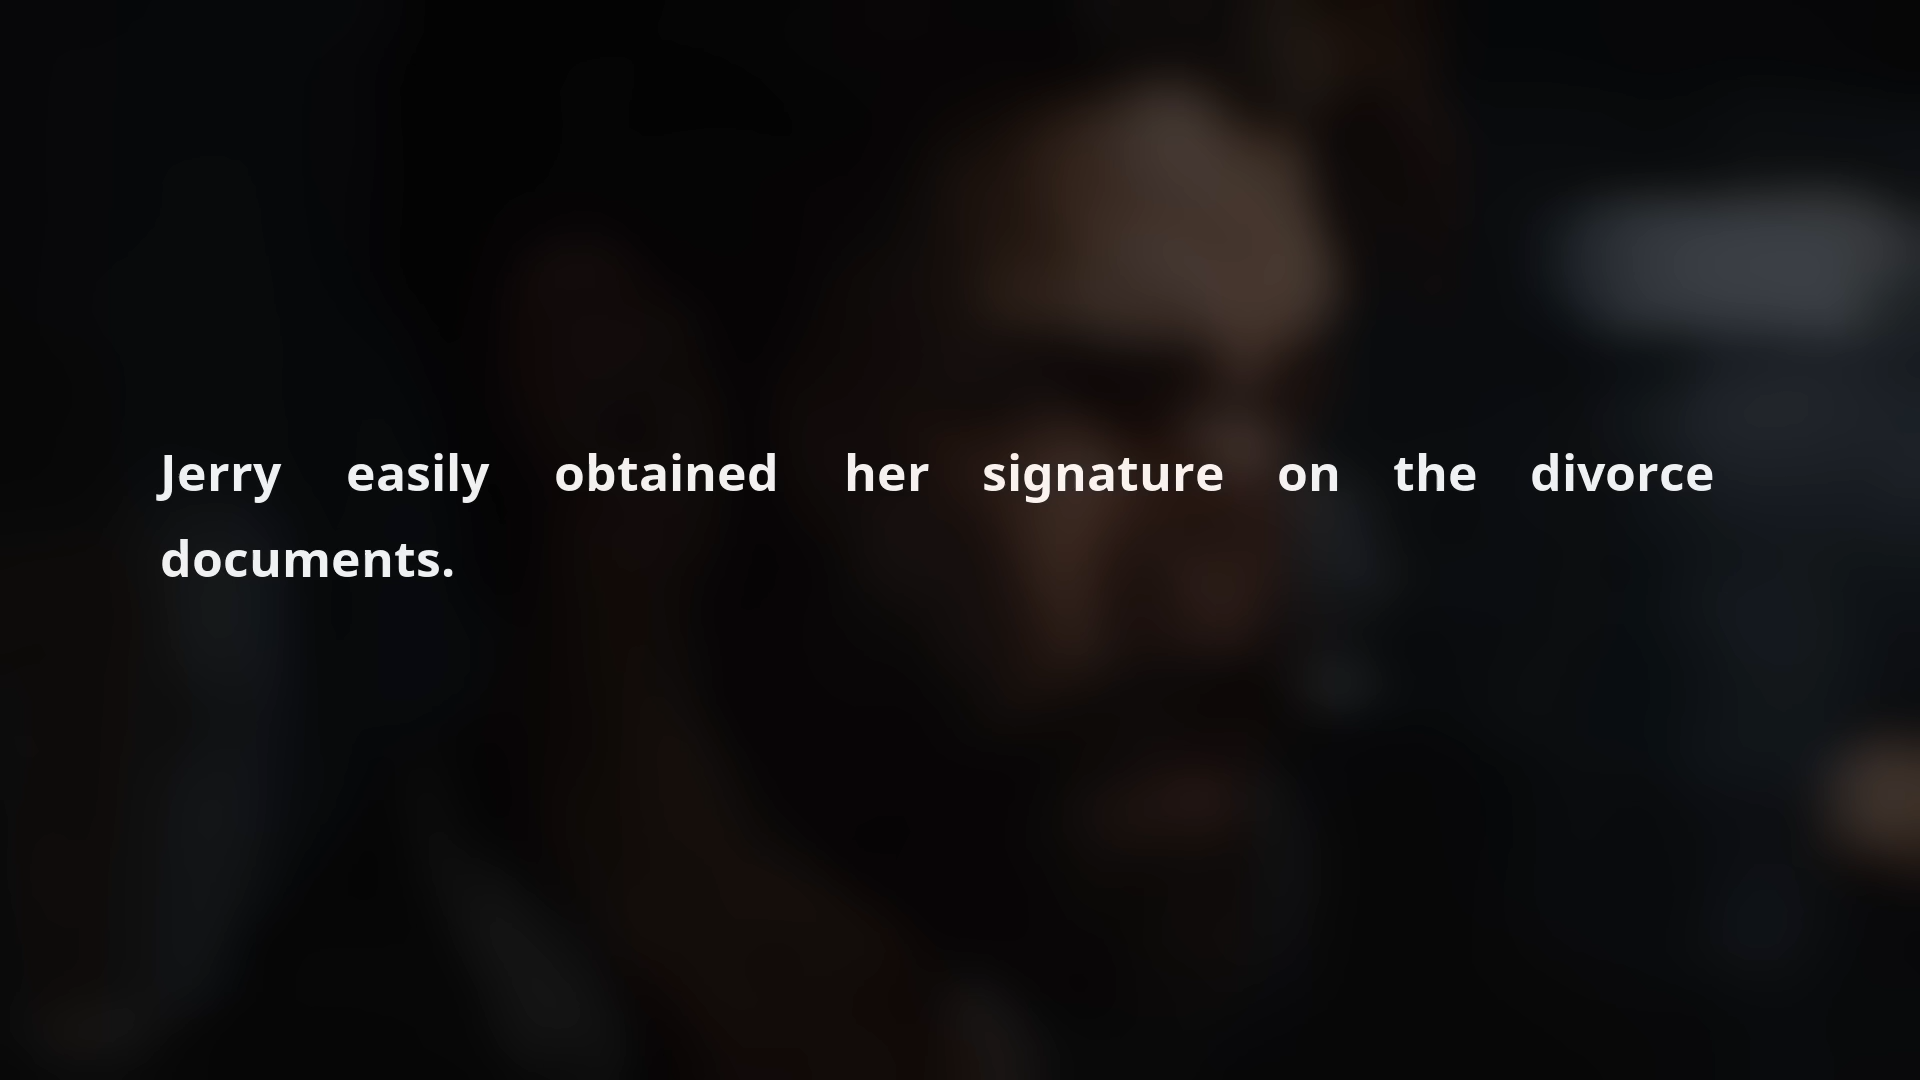 Jerry easily obtained her signature on the divorce
documents.